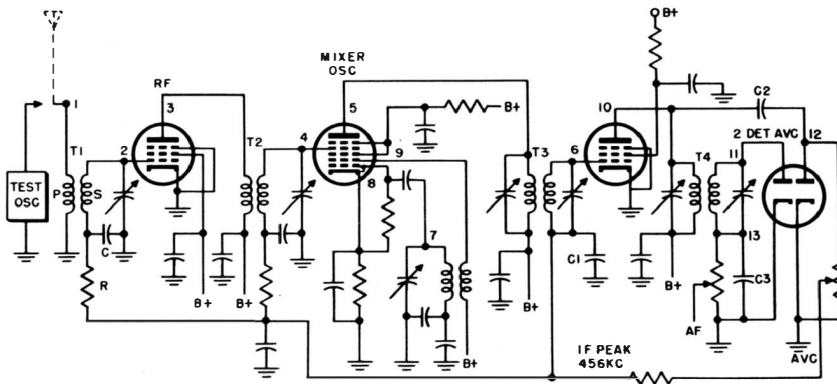 B+
MIXER
OSC
RF
1
3
5
10
C2
B+
2
T2
4
9
T3
6
2 DET AVG
12
T1
T4
11
TEST
OSC
P
S
8
7
13
C
C1
C3
R
B+
B+
B+
B+
B+
AF
IF PEAK
456KC
AVC